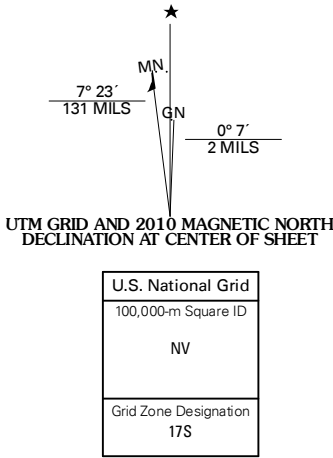 ★
M.N.
7° 23´
131 MILS
GN
0° 7´
2 MILS
UTM GRID AND 2010 MAGNETIC NORTH
DECLINATION AT CENTER OF SHEET
U.S. National Grid
100,000-m Square ID
NV
Grid Zone Designation
17S